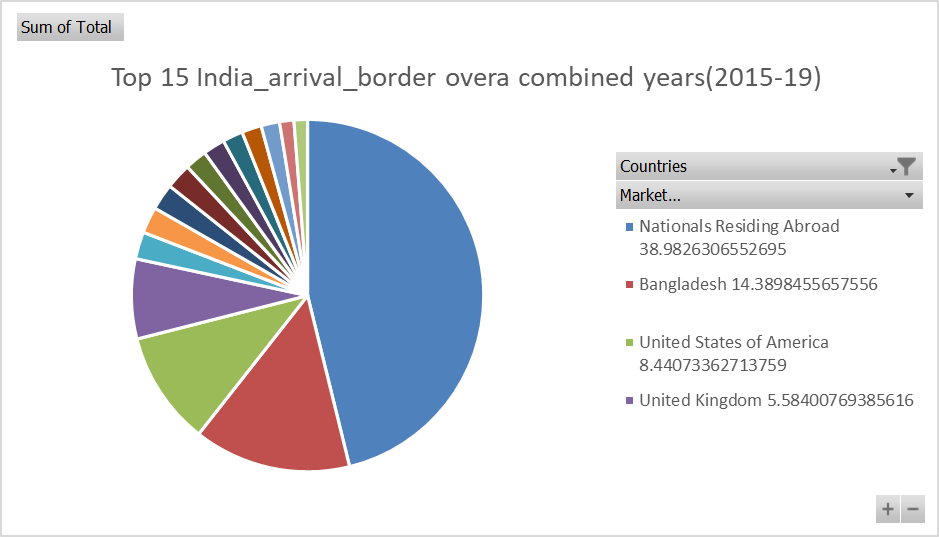 Sum of Total
Top 15 India_arrival_border overa combined years(2015-19)
Countries
Market...
Nationals Residing Abroad
38.9826306552695
Bangladesh 14.3898455657556
United States of America
8.44073362713759
United Kingdom 5.58400769385616
+ −